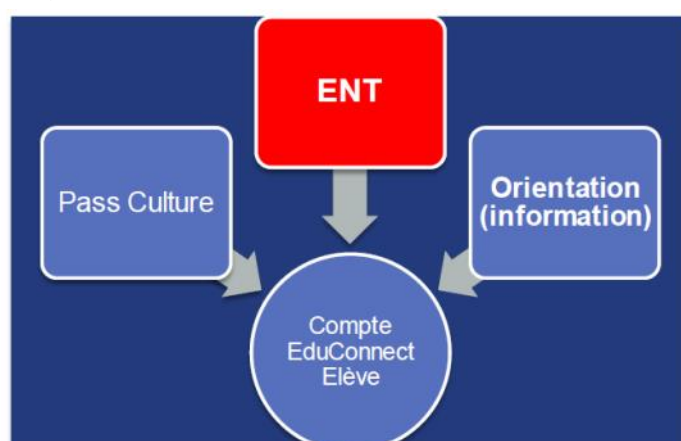 ENT
Pass Culture
Orientation
(information)
Compte
EduConnect
Elève